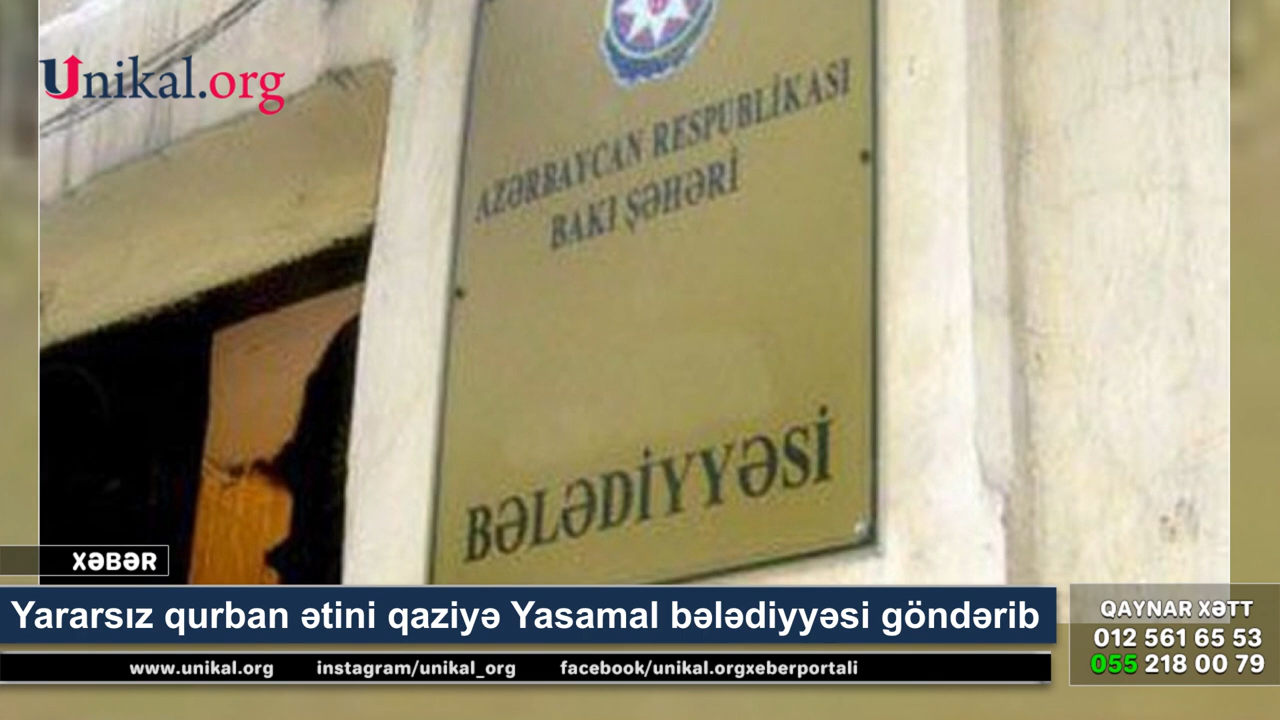 Unikal.org
AZƏRBAYCAN RESPUBLİKASI
BAKI ŞƏHƏRİ
BƏLƏDİYYƏSİ
XƏBƏR
Yararsız qurban ətini qaziyə Yasamal bələdiyyəsi göndərib
QAYNAR XƏTT
012 561 65 53
055 218 00 79
www.unikal.org instagram/unikal_org facebook/unikal.orgxeberportali